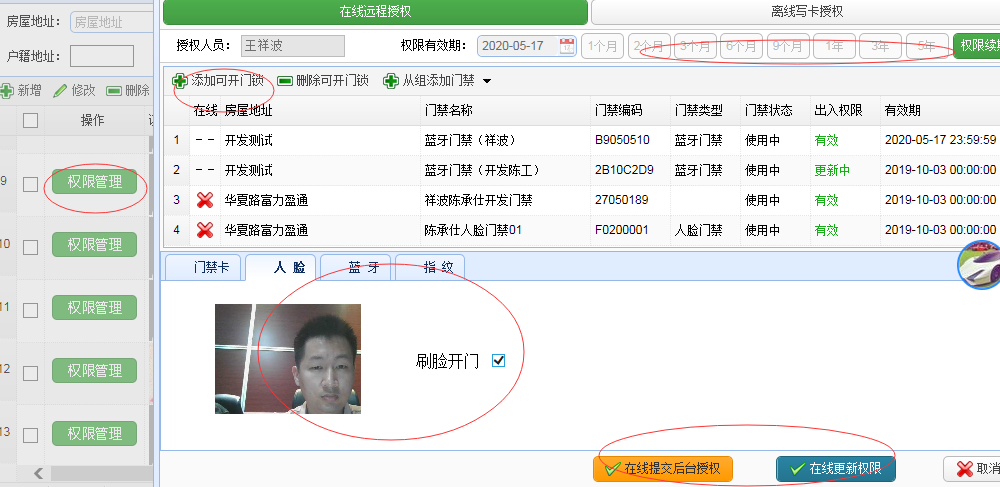 房屋地址： 房屋地址
户籍地址：
新增 修改 删除
操作
9 权限管理
10 权限管理
11 权限管理
12 权限管理
13 权限管理
在线远程授权 离线写卡授权
授权人员： 王祥波 权限有效期： 2020-05-17 1个月 2个月 3个月 6个月 9个月 1年 3年 5年
添加可开门锁 删除可开门锁 从组添加门禁
在线 房屋地址 门禁名称 门禁编码 门禁类型 门禁状态 出入权限 有效期
1 - - 开发测试 蓝牙门禁（祥波） B9050510 蓝牙门禁 使用中 有效 2020-05-17 23:59:59
2 - - 开发测试 蓝牙门禁（开发陈工） 2B10C2D9 蓝牙门禁 使用中 更新中 2019-10-03 00:00:00
3 华夏路富力盈通 祥波陈承仕开发门禁 27050189 使用中 有效 2019-10-03 00:00:00
4 华夏路富力盈通 陈承仕人脸门禁01 F0200001 人脸门禁 使用中 有效 2019-10-03 00:00:00
门禁卡 人 脸 蓝 牙 指 纹
刷脸开门
在线提交后台授权 在线更新权限 取消